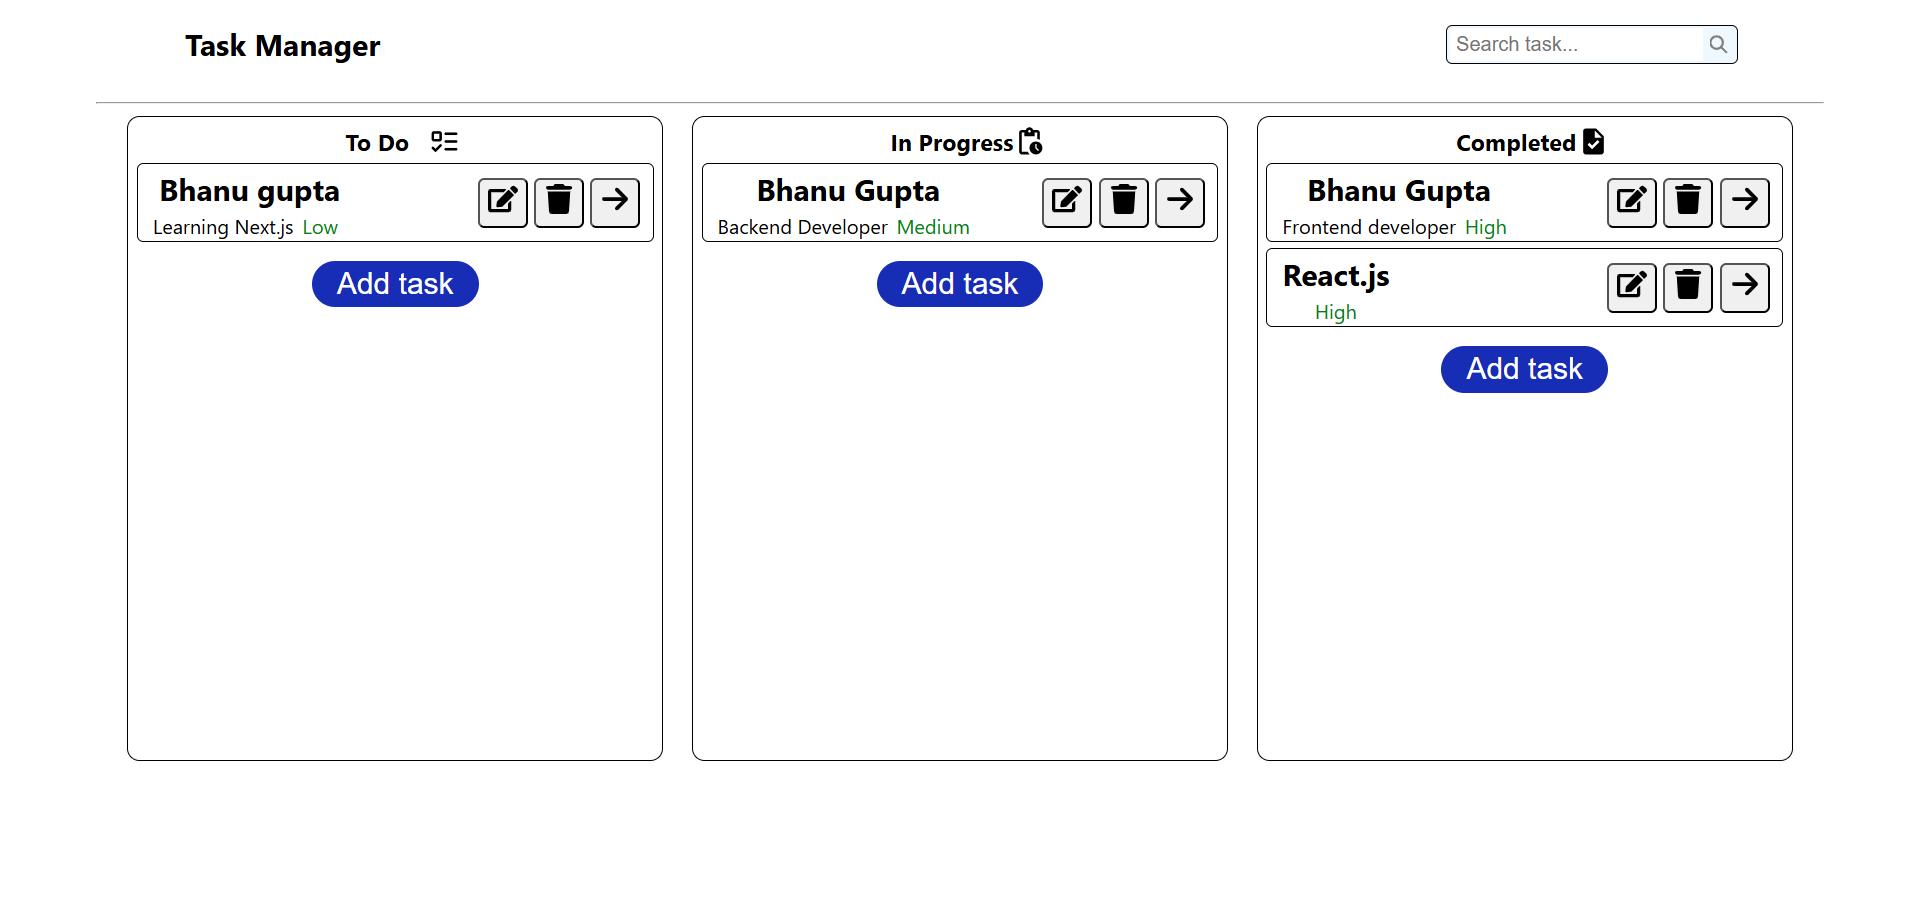 Task Manager
Search task...
To Do
Bhanu gupta
Learning Next.js Low
Add task
In Progress
Bhanu Gupta
Backend Developer Medium
Add task
Completed
Bhanu Gupta
Frontend developer High
React.js
High
Add task